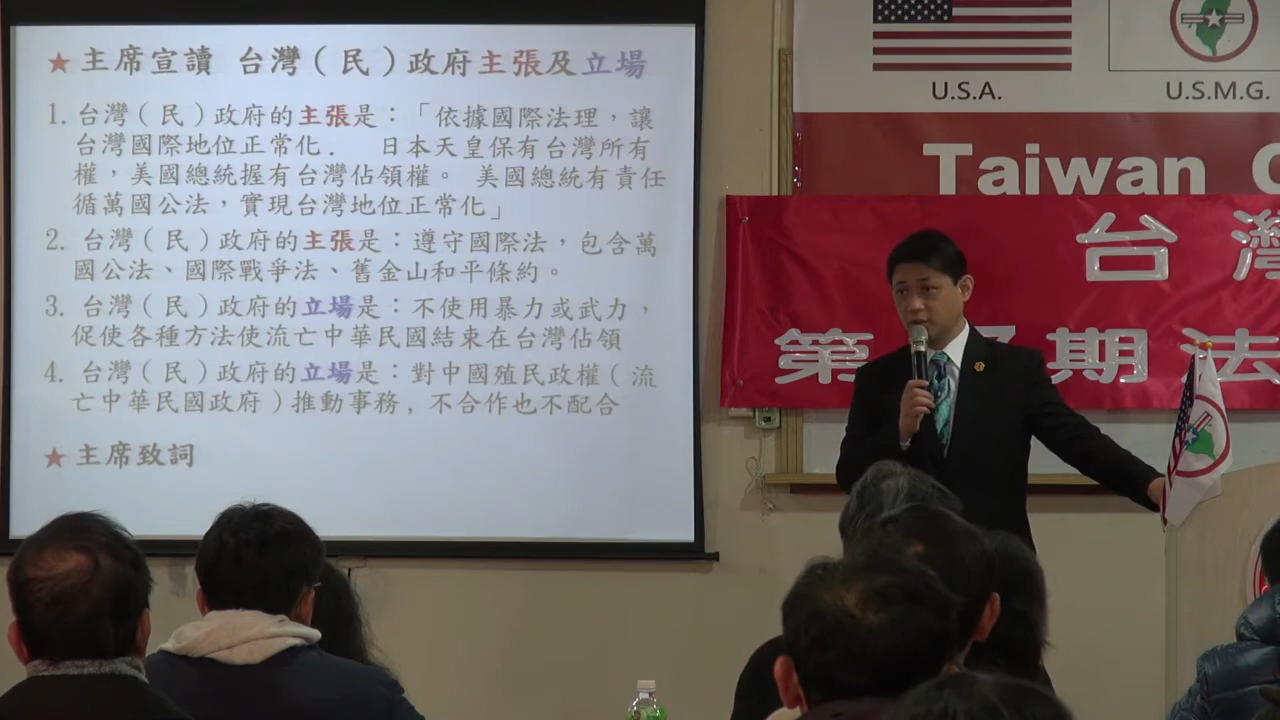 ★ 主席宣讀 台灣（民）政府主張及立場
1. 台灣（民）政府的主張是：「依據國際法理，讓
台灣國際地位正常化． 日本天皇保有台灣所有
權，美國總統握有台灣佔領權。 美國總統有責任
循萬國公法，實現台灣地位正常化」
2. 台灣（民）政府的主張是：遵守國際法，包含萬
國公法、國際戰爭法、舊金山和平條約。
3. 台灣（民）政府的立場是：不使用暴力或武力，
促使各種方法使流亡中華民國結束在台灣佔領
4. 台灣（民）政府的立場是：對中國殖民政權（流
亡中華民國政府）推動事務，不合作也不配合
★ 主席致詞
U.S.A.
U.S.M.G.
Taiwan
台灣
第
期法